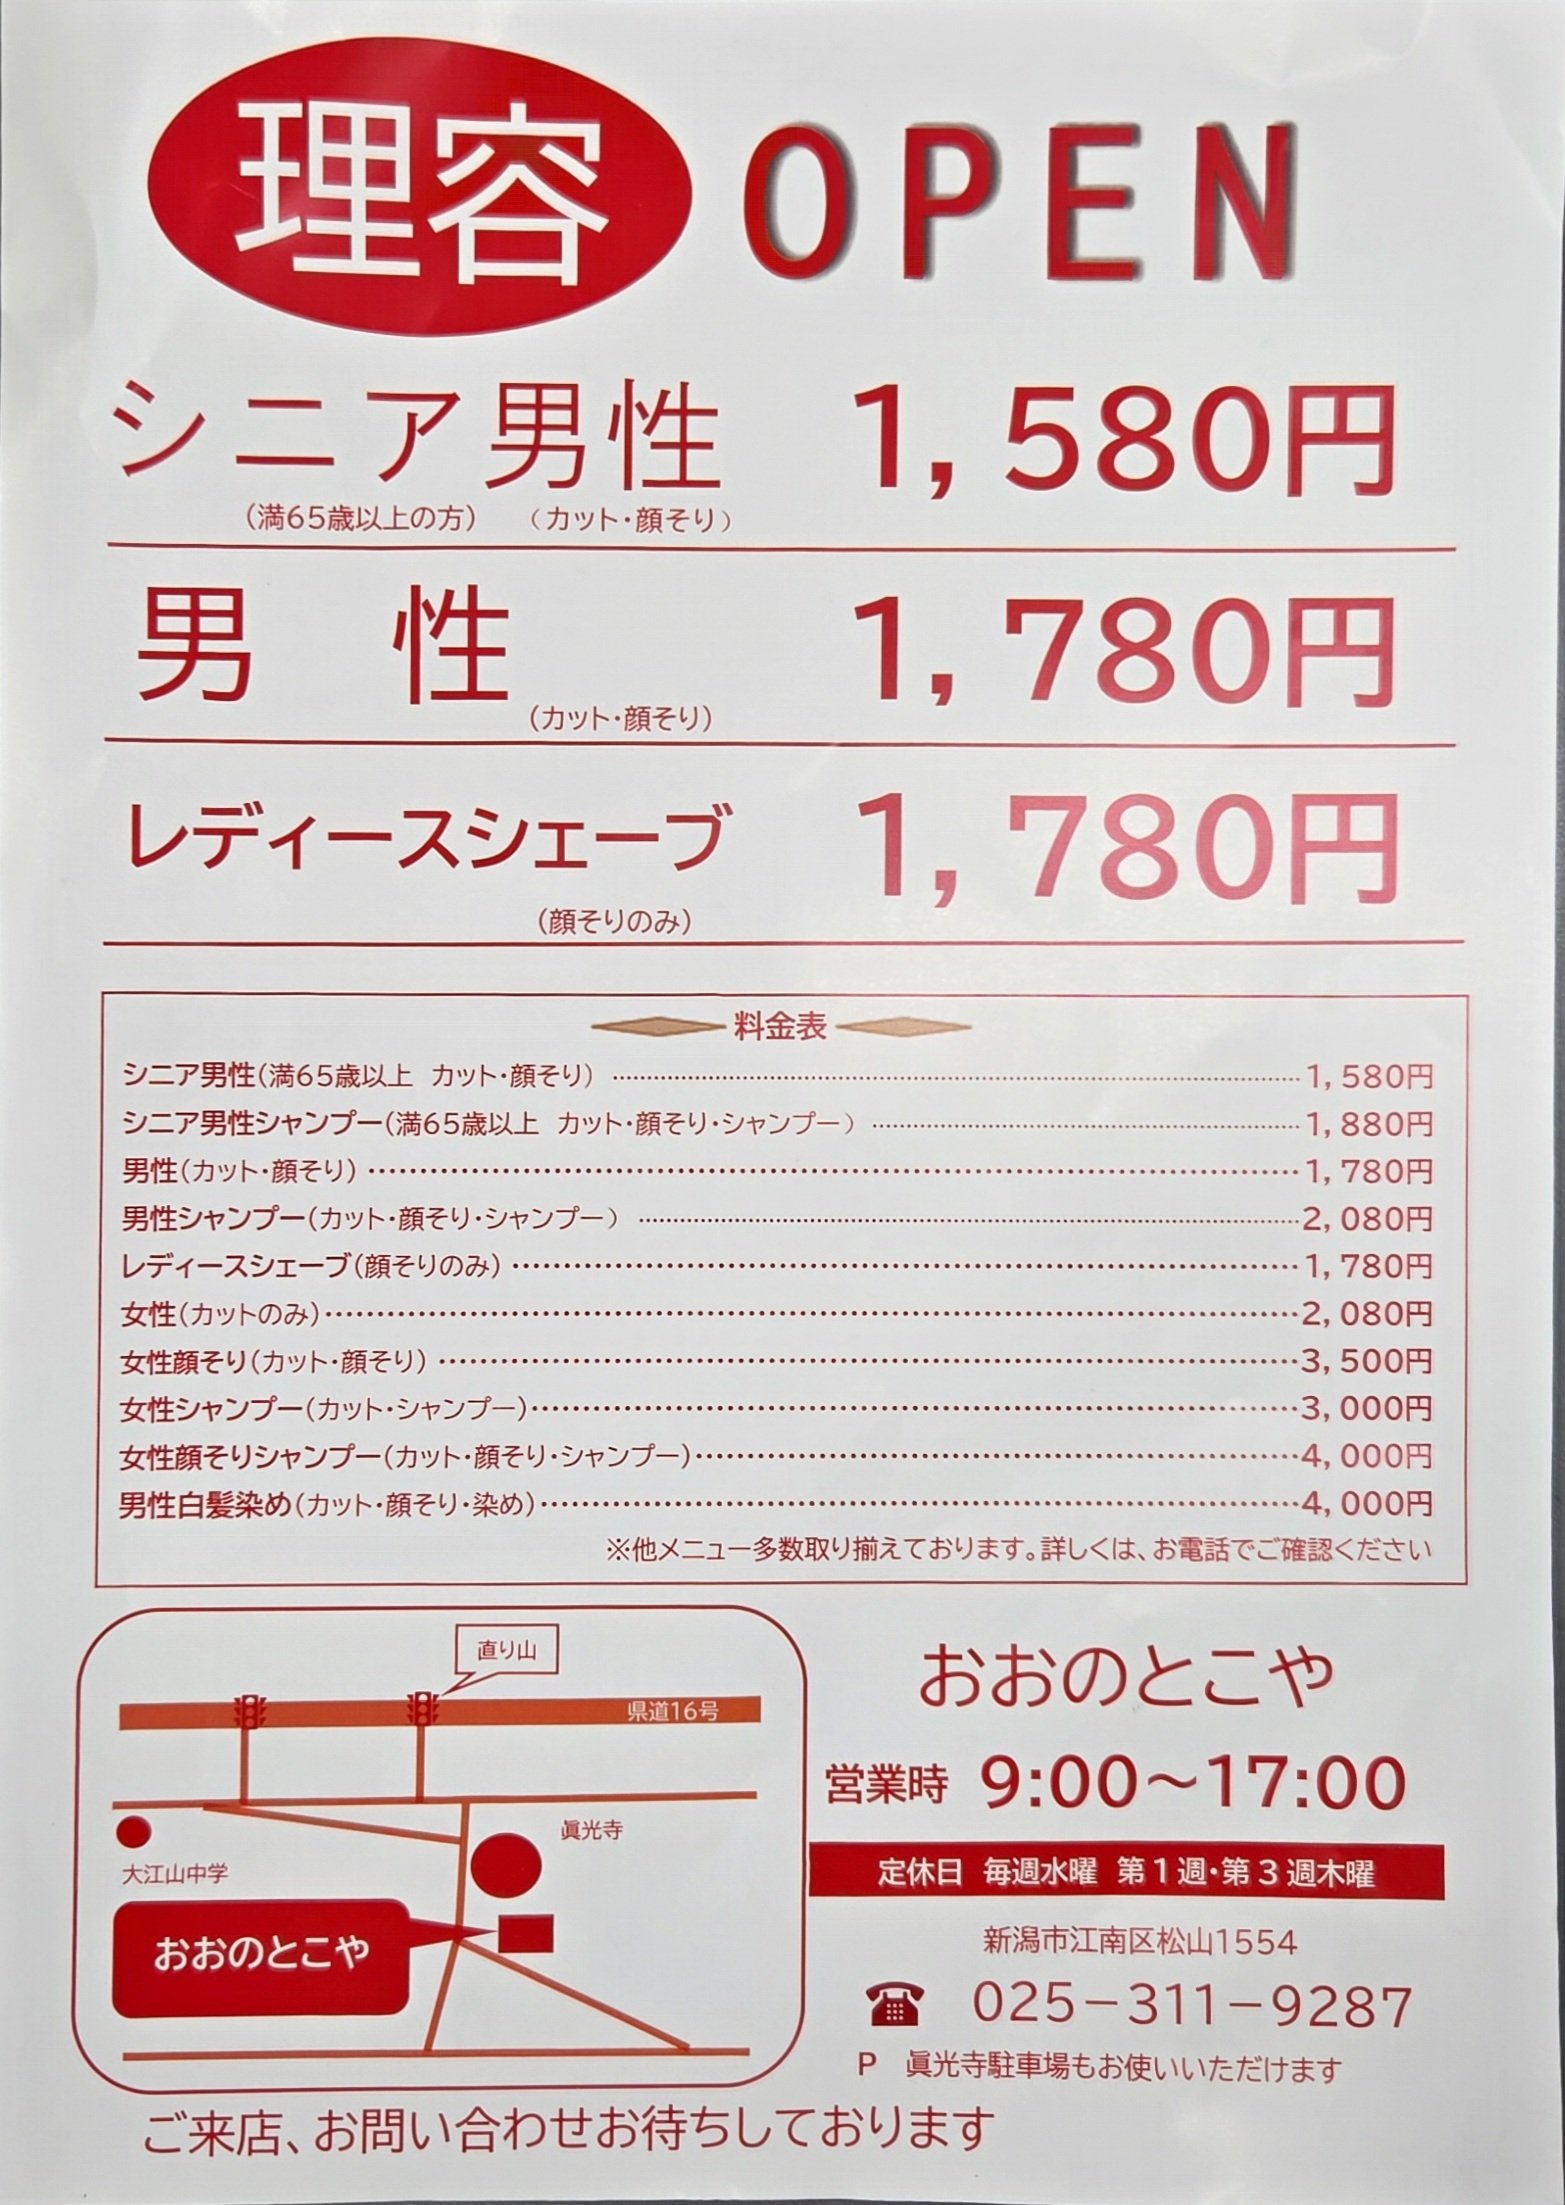 理容 OPEN
シニア男性 1,580円
(満65歳以上の方) (カット・顔そり)
男 性 1,780円
(カット・顔そり)
レディースシェーブ 1,780円
(顔そりのみ)
料金表
シニア男性(満65歳以上 カット・顔そり) 1,580円
シニア男性シャンプー(満65歳以上 カット・顔そり・シャンプー) 1,880円
男性(カット・顔そり) 1,780円
男性シャンプー(カット・顔そり・シャンプー) 2,080円
レディースシェーブ(顔そりのみ) 1,780円
女性(カットのみ) 2,080円
女性顔そり(カット・顔そり) 3,500円
女性シャンプー(カット・シャンプー) 3,000円
女性顔そりシャンプー(カット・顔そり・シャンプー) 4,000円
男性白髪染め(カット・顔そり・染め) 4,000円
※他メニュー多数取り揃えております。詳しくは、お電話でご確認ください
直り山
県道16号
眞光寺
大江山中学
おおのとこや
おおのとこや
営業時 9:00〜17:00
定休日 毎週水曜 第1週・第3週木曜
新潟市江南区松山1554
☎ 025-311-9287
P 眞光寺駐車場もお使いいただけます
ご来店、お問い合わせお待ちしております